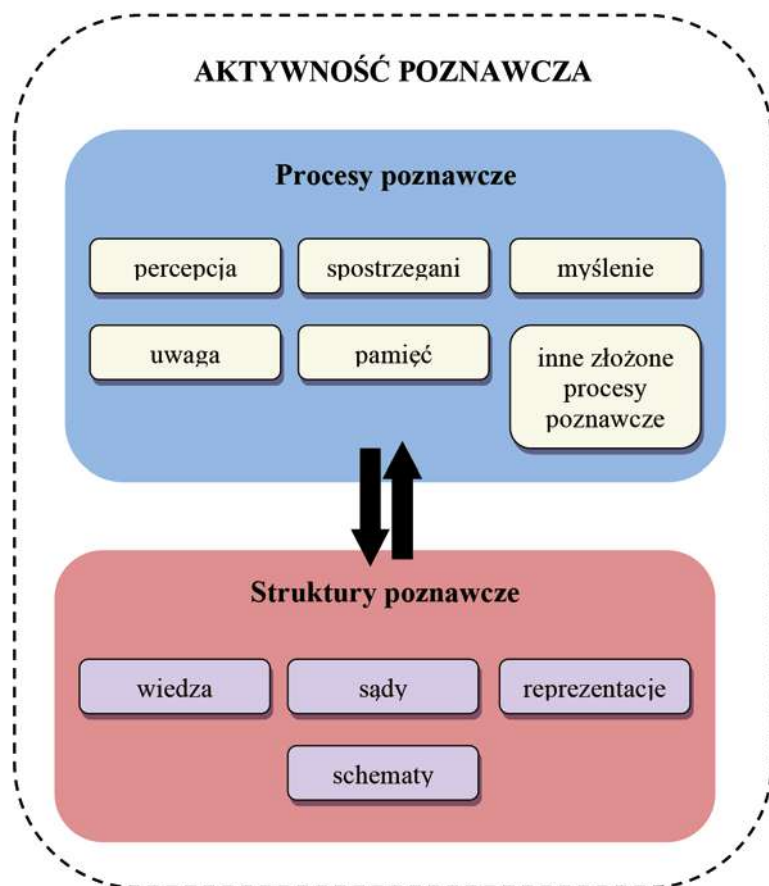 AKTYWNOŚĆ POZNAWCZA
Procesy poznawcze
percepcja
spostrzegani
myślenie
uwaga
pamięć
inne złożone
procesy
poznawcze
Struktury poznawcze
wiedza
sądy
reprezentacje
schematy